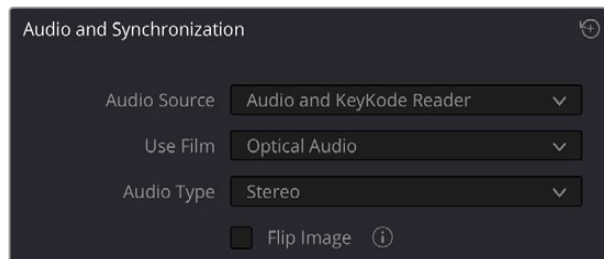 Audio and Synchronization
Audio Source Audio and KeyKode Reader
Use Film Optical Audio
Audio Type Stereo
Flip Image